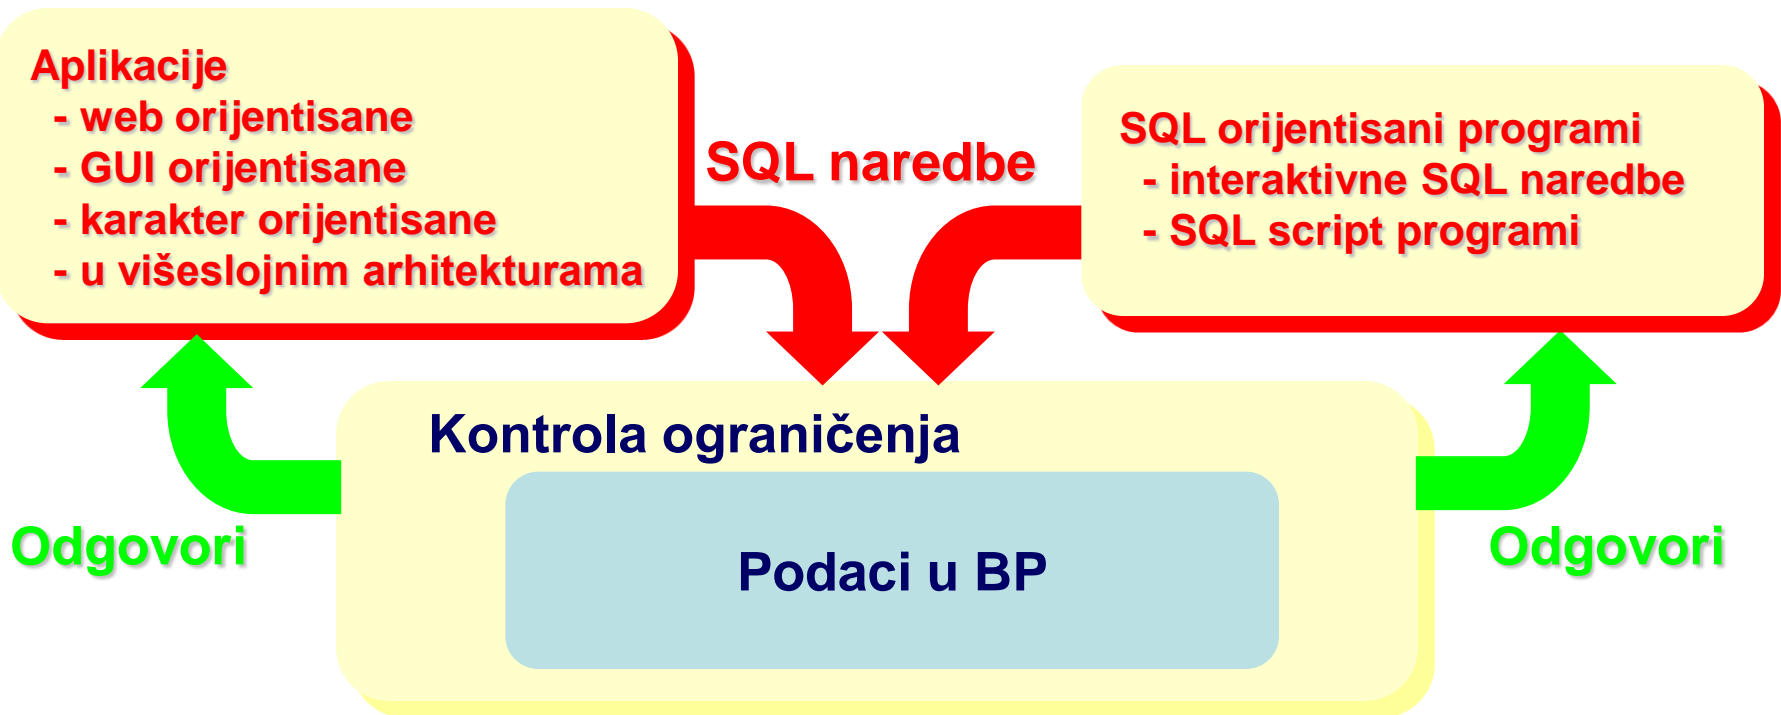 Aplikacije
- web orijentisane
- GUI orijentisane
- karakter orijentisane
- u višeslojnim arhitekturama
SQL naredbe
SQL orijentisani programi
- interaktivne SQL naredbe
- SQL script programi
Kontrola ograničenja
Podaci u BP
Odgovori
Odgovori